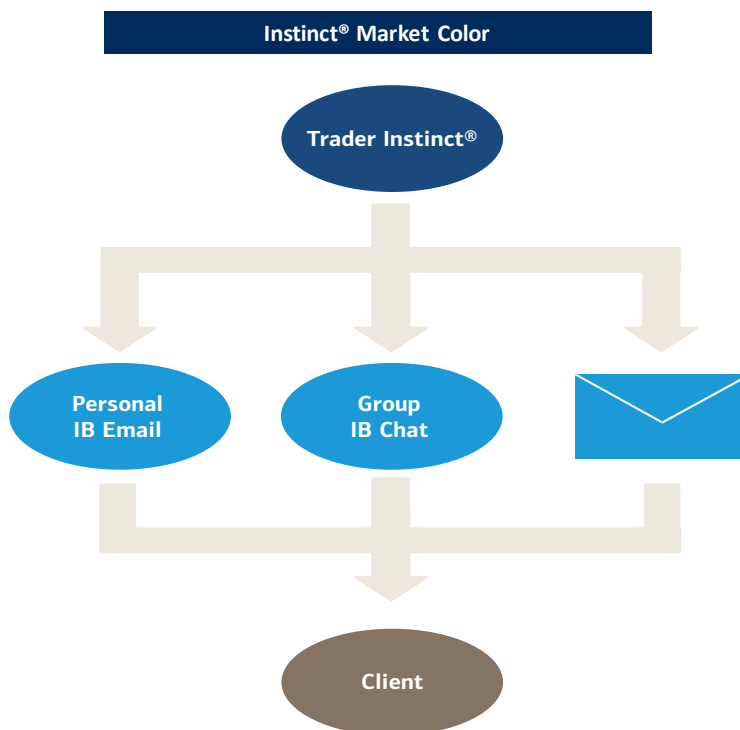 Instinct® Market Color
Trader Instinct®
Personal
IB Email
Group
IB Chat
Client